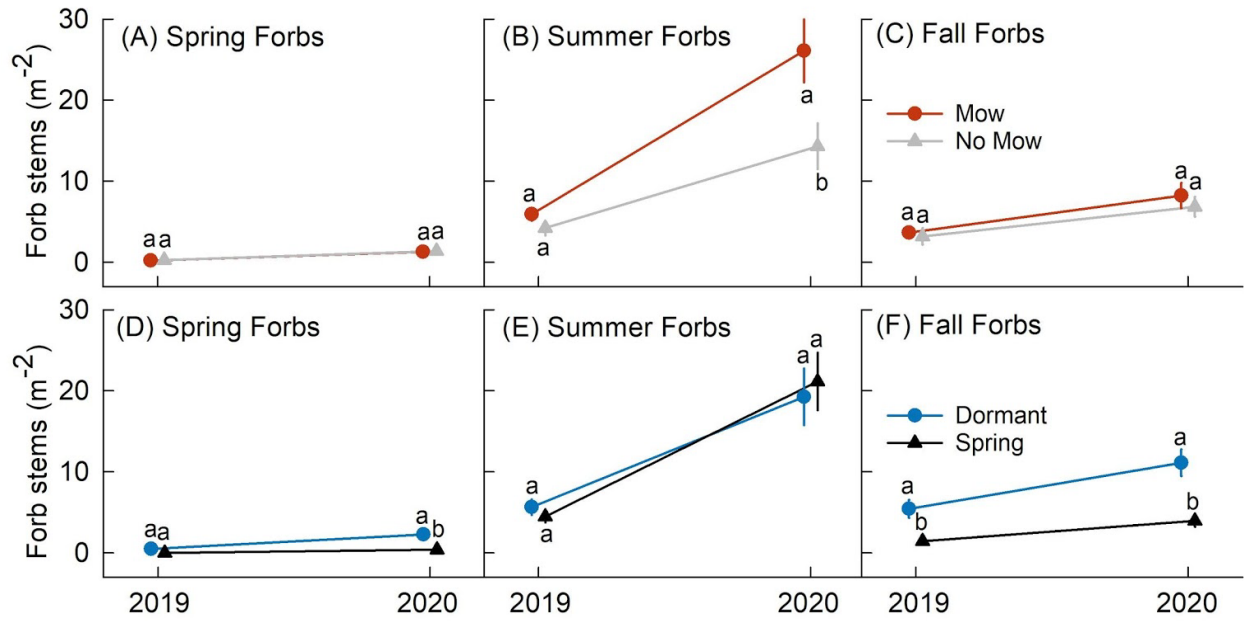 Forb stems (m⁻²)
30
20
10
0
(A) Spring Forbs
a a
a a
(B) Summer Forbs
a
a
a
b
(C) Fall Forbs
Mow
No Mow
a a
a a
Forb stems (m⁻²)
30
20
10
0
(D) Spring Forbs
a a
a b
(E) Summer Forbs
a
a
a a
(F) Fall Forbs
Dormant
Spring
a
b
a
b
2019 2020 2019 2020 2019 2020